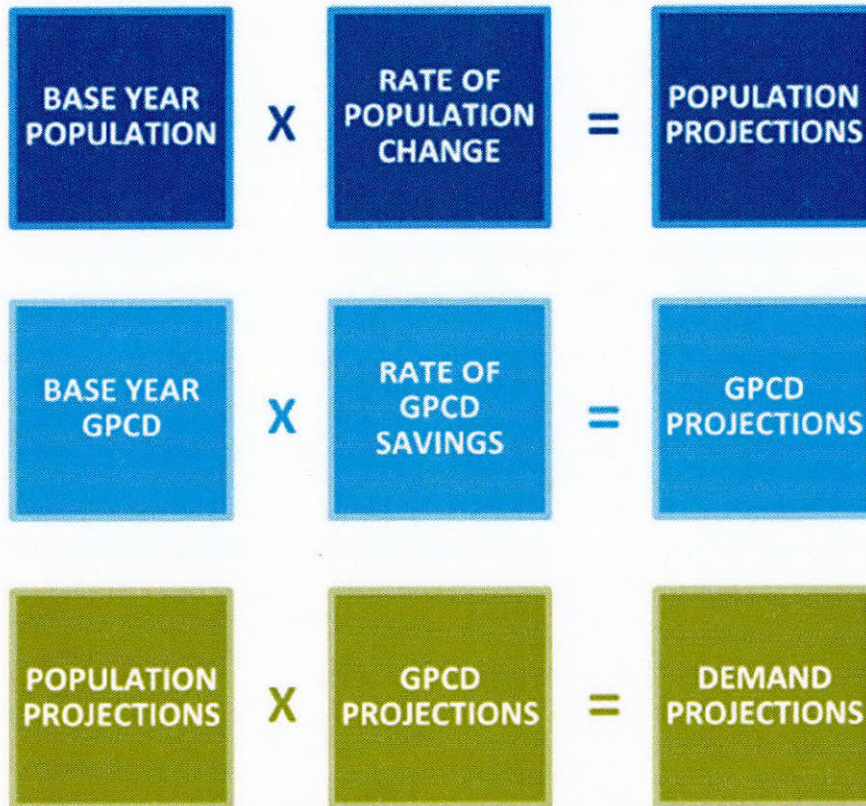 BASE YEAR
POPULATION
X
RATE OF
POPULATION
CHANGE
=
POPULATION
PROJECTIONS
BASE YEAR
GPCD
X
RATE OF
GPCD
SAVINGS
=
GPCD
PROJECTIONS
POPULATION
PROJECTIONS
X
GPCD
PROJECTIONS
=
DEMAND
PROJECTIONS